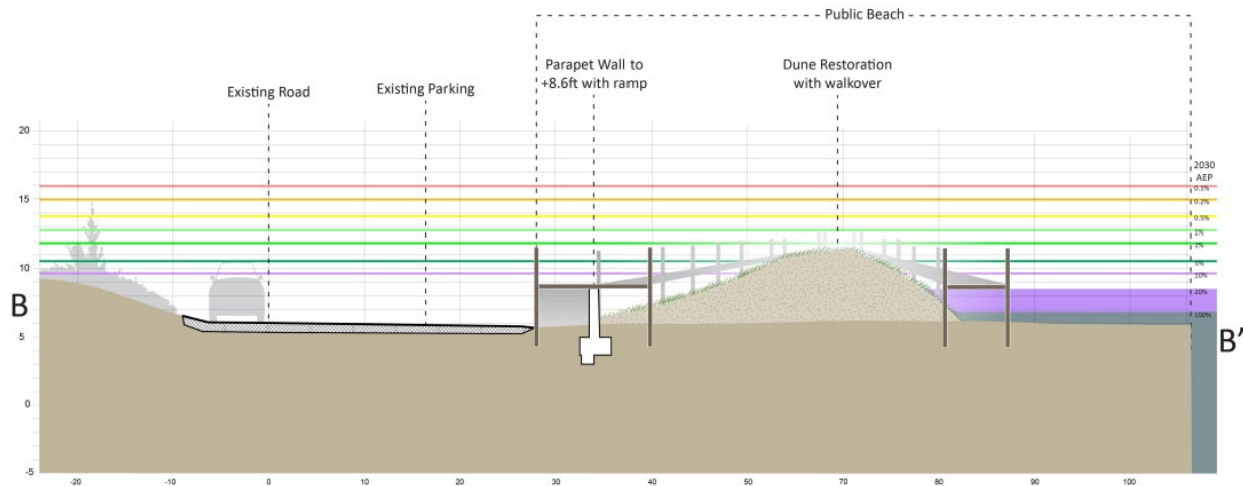 Public Beach
Parapet Wall to
+8.6ft with ramp
Dune Restoration
with walkover
Existing Road
Existing Parking
20
15
10
5
0
-5
B
B'
2030
AEP
0.1%
0.2%
0.5%
1%
2%
5%
10%
20%
100%
-20
-10
0
10
20
30
40
50
60
70
80
90
100